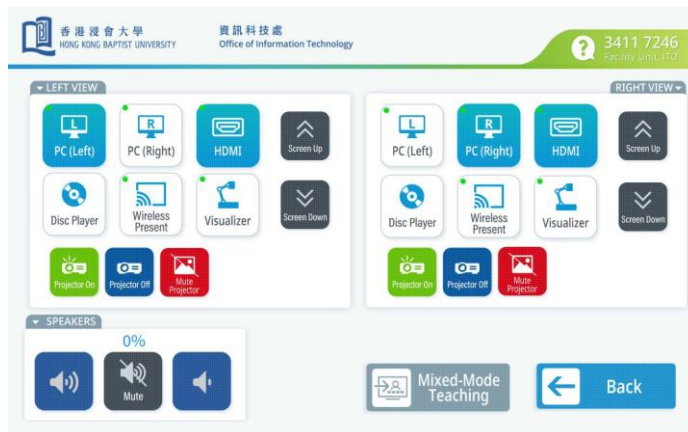 香港浸會大學
HONG KONG BAPTIST UNIVERSITY
資訊科技處
Office of Information Technology
? 3411 7246
Facility Unit, ITO
LEFT VIEW
L
PC (Left)
R
PC (Right)
HDMI
Screen Up
Disc Player
Wireless
Present
Visualizer
Screen Down
Projector On
Projector Off
Mute
Projector
RIGHT VIEW
L
PC (Left)
R
PC (Right)
HDMI
Screen Up
Disc Player
Wireless
Present
Visualizer
Screen Down
Projector On
Projector Off
Mute
Projector
SPEAKERS
0%
Mute
Mixed-Mode
Teaching
Back